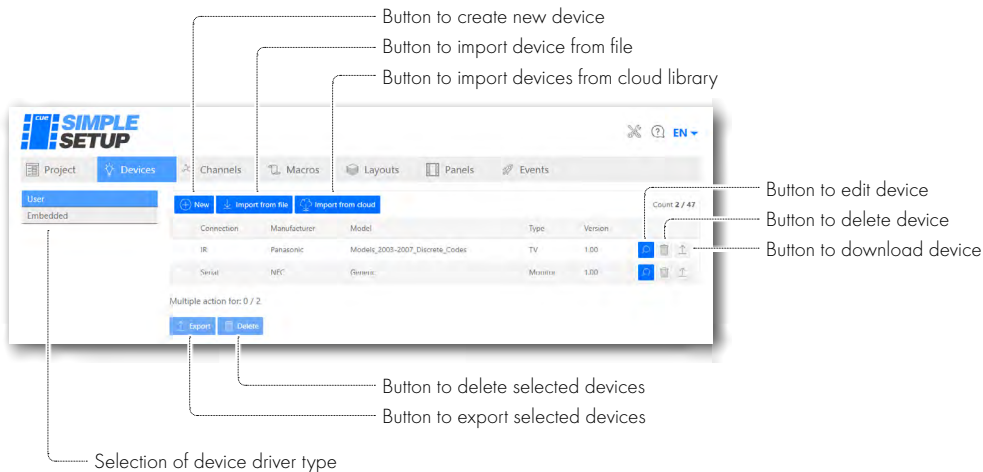 Button to create new device
Button to import device from file
Button to import devices from cloud library
CUE SIMPLE
SETUP
EN
Project Devices Channels Macros Layouts Panels Events
User
Embedded
New Import from file Import from cloud Count 2 / 47
Connection Manufacturer Model Type Version
IR Panasonic Models_2003-2007_Discrete_Codes TV 1.00
Serial NEC Generic Monitor 1.00
Multiple action for: 0 / 2
Export Delete
Button to edit device
Button to delete device
Button to download device
Button to delete selected devices
Button to export selected devices
Selection of device driver type